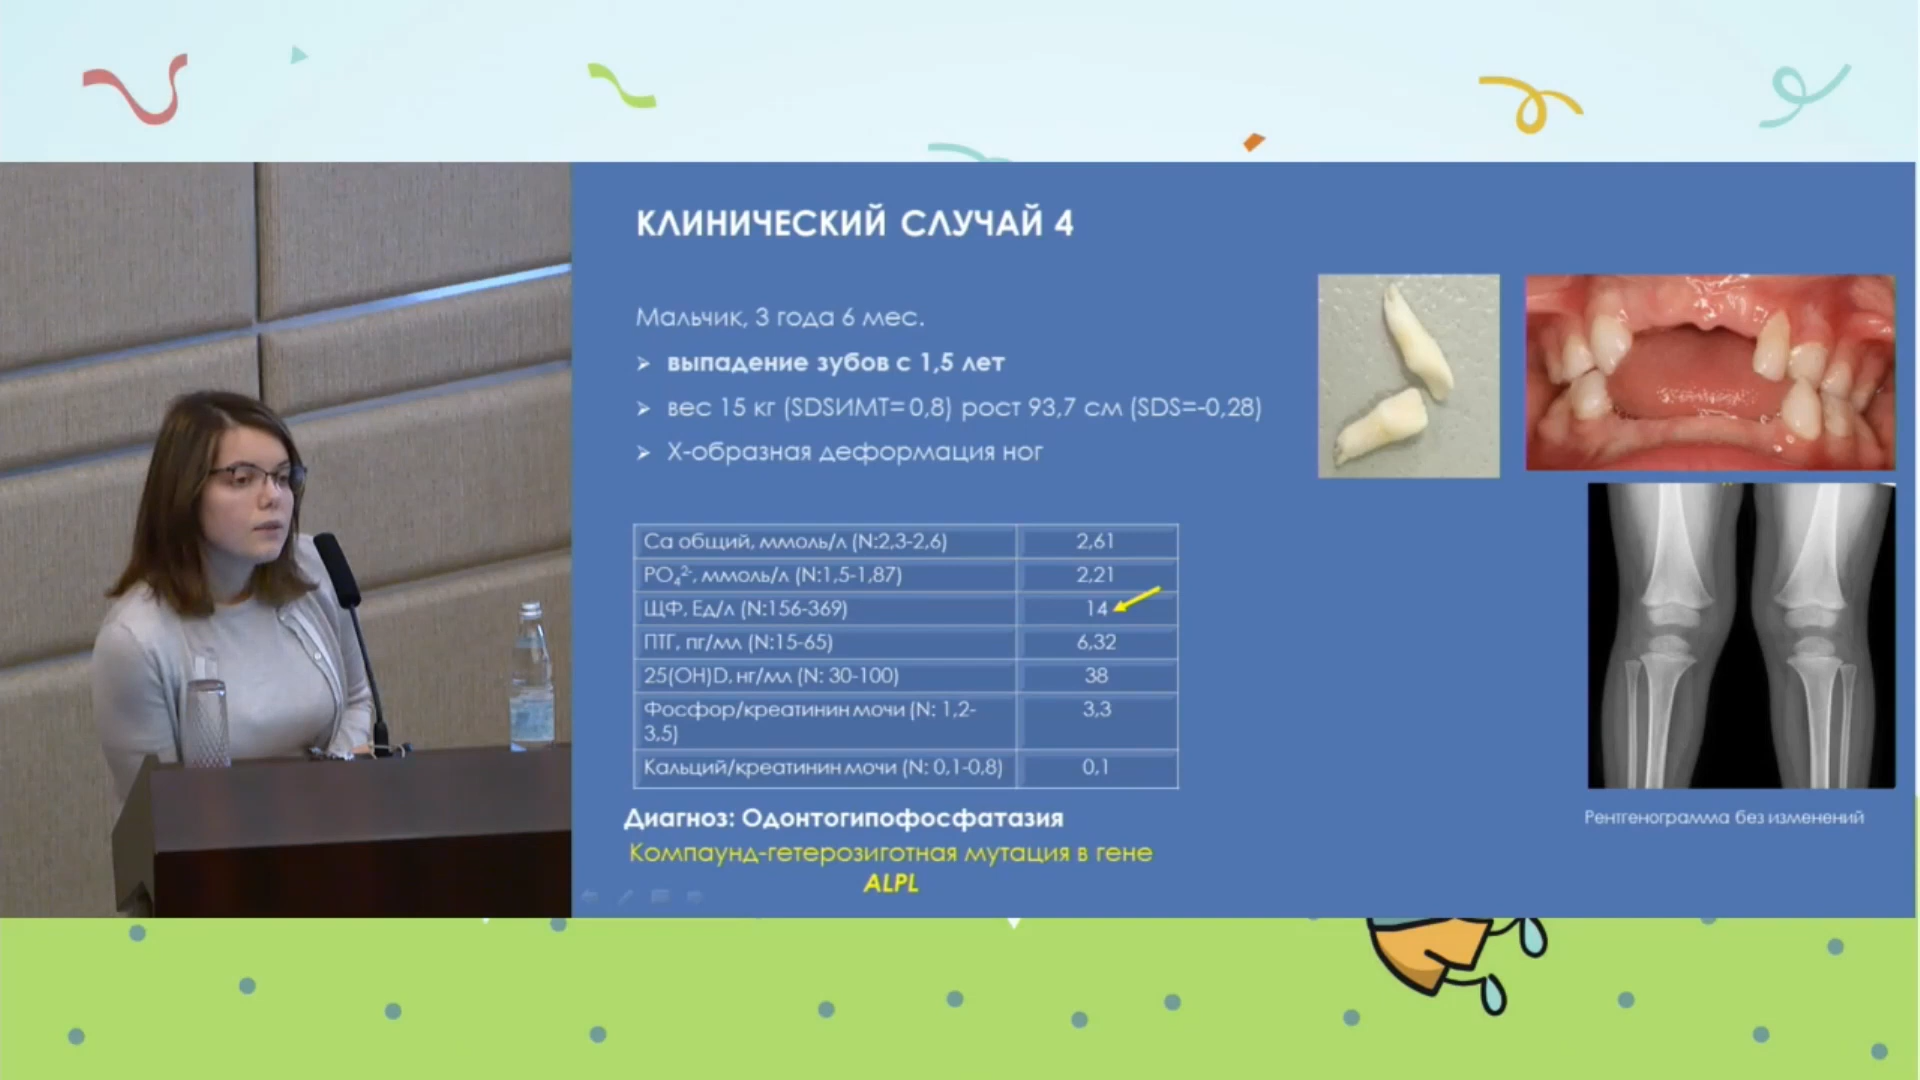 КЛИНИЧЕСКИЙ СЛУЧАЙ 4
Мальчик, 3 года 6 мес.
выпадение зубов с 1,5 лет
вес 15 кг (SDSИМТ=0,8) рост 93,7 см (SDS=-0,28)
Х-образная деформация ног
Са общий, ммоль/л (N:2,3-2,6) 2,61
PO₄²⁻, ммоль/л (N:1,5-1,87) 2,21
ЩФ, Ед/л (N:156-369) 14
ПТГ, пг/мл (N:15-65) 6,32
25(OH)D, нг/мл (N: 30-100) 38
Фосфор/креатинин мочи (N: 1,2-
3,5) 3,3
Кальций/креатинин мочи (N: 0,1-0,8) 0,1
Диагноз: Одонтогипофосфатазия
Компаунд-гетерозиготная мутация в гене
ALPL
Рентгенограмма без изменений